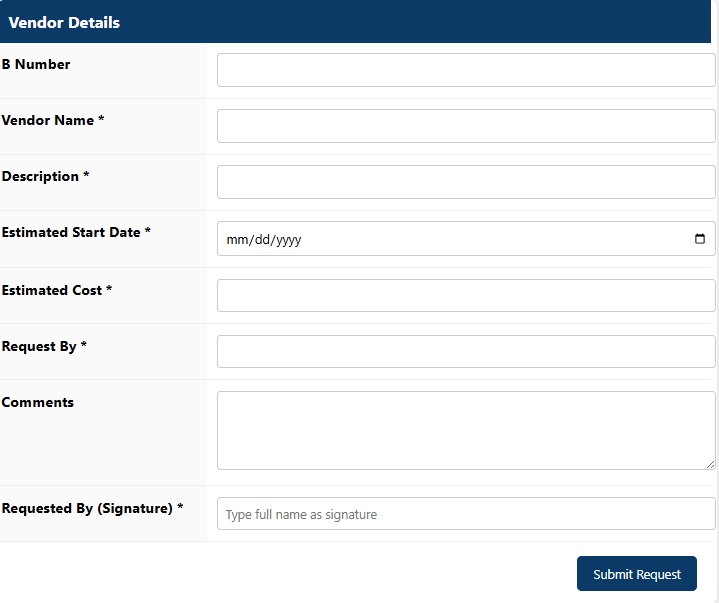 Vendor Details
B Number
Vendor Name *
Description *
Estimated Start Date *
mm/dd/yyyy
Estimated Cost *
Request By *
Comments
Requested By (Signature) *
Type full name as signature
Submit Request